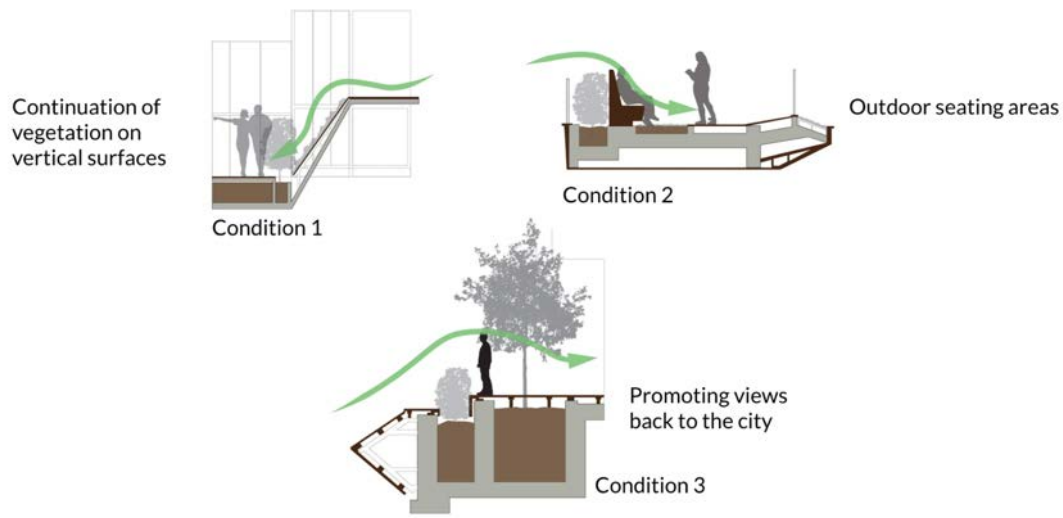 Continuation of
vegetation on
vertical surfaces
Condition 1
Condition 2
Outdoor seating areas
Promoting views
back to the city
Condition 3